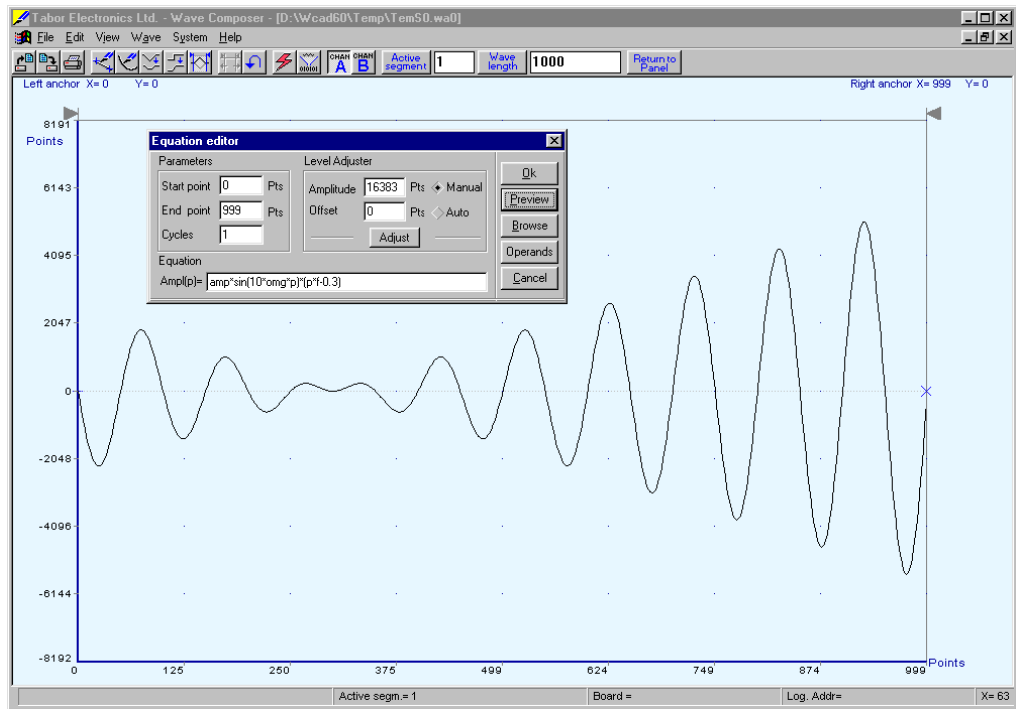 Tabor Electronics Ltd. - Wave Composer - [D:\Wcad60\Temp\TemS0.wa0]
File Edit View Wave System Help
CHAN A CHAN B Active segment 1 Wave length 1000 Return to Panel
Left anchor X= 0 Y= 0 Right anchor X= 999 Y= 0
8191
Points
Equation editor
Parameters Level Adjuster
Start point 0 Pts Amplitude 16383 Pts Manual Ok
End point 999 Pts Offset 0 Pts Auto Preview
Cycles 1 Adjust Browse
Operands
Equation
Ampl(p)= amp*sin(10*omg*p)*(p*f-0.3) Cancel
6143
4095
2047
0
-2048
-4096
-6144
-8192
0 125 250 375 499 624 749 874 999 Points
Active segm.= 1 Board = Log. Addr= X= 63